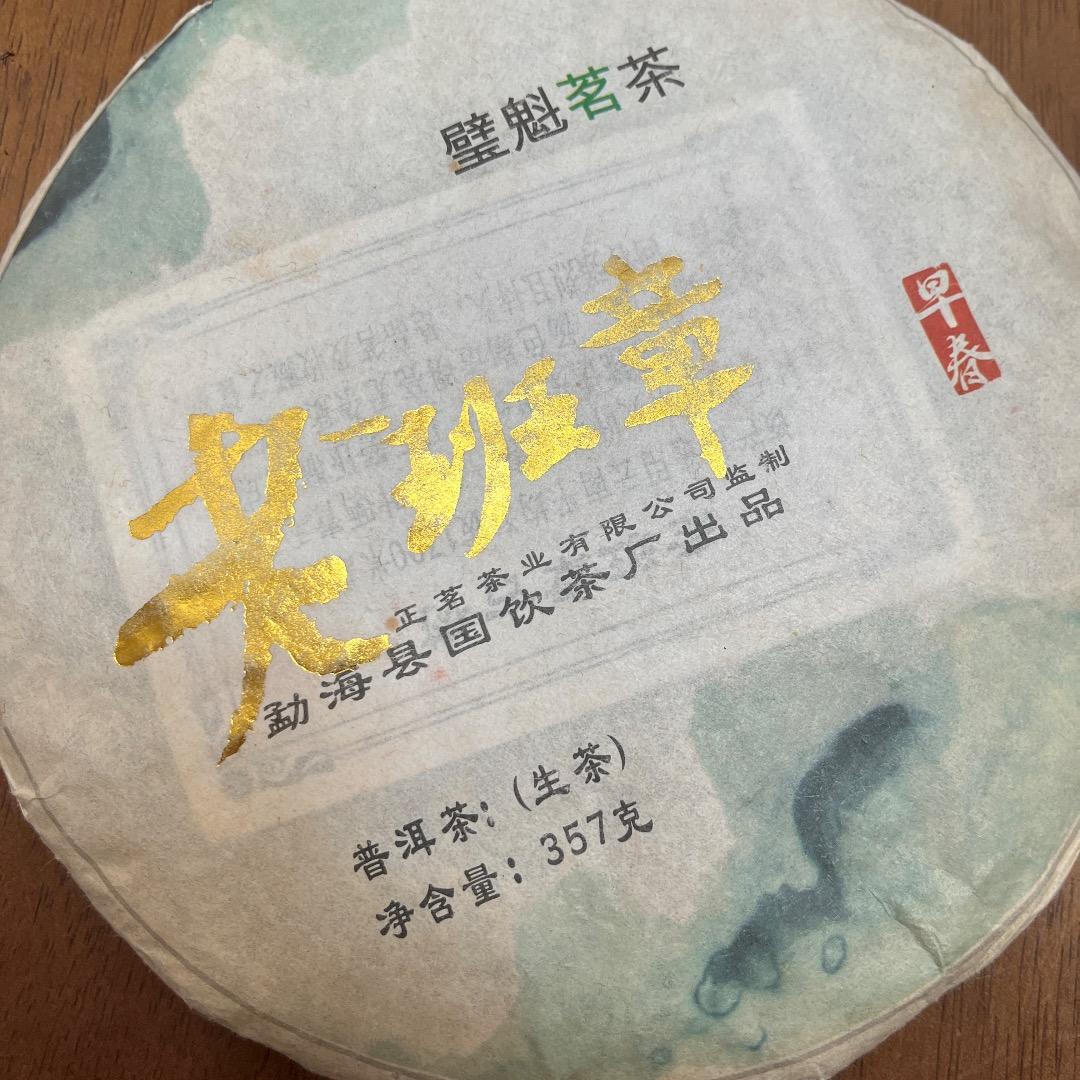 璧魁茗茶
早春
老班章
正茗茶业有限公司监制
勐海县国饮茶厂出品
普洱茶：（生茶）
净含量：357克